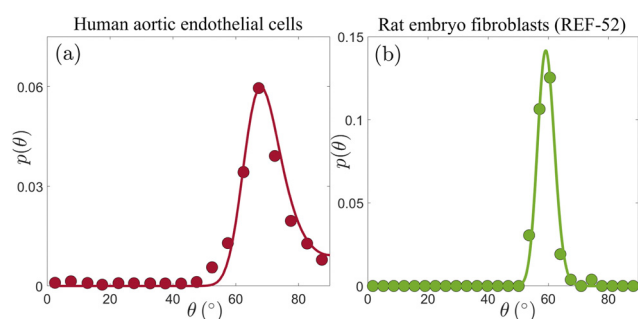 Human aortic endothelial cells
(a)
p(θ)
0.06
0.03
0
0 20 40 60 80
θ (°)
Rat embryo fibroblasts (REF-52)
(b)
p(θ)
0.15
0.1
0.05
0
0 20 40 60 80
θ (°)